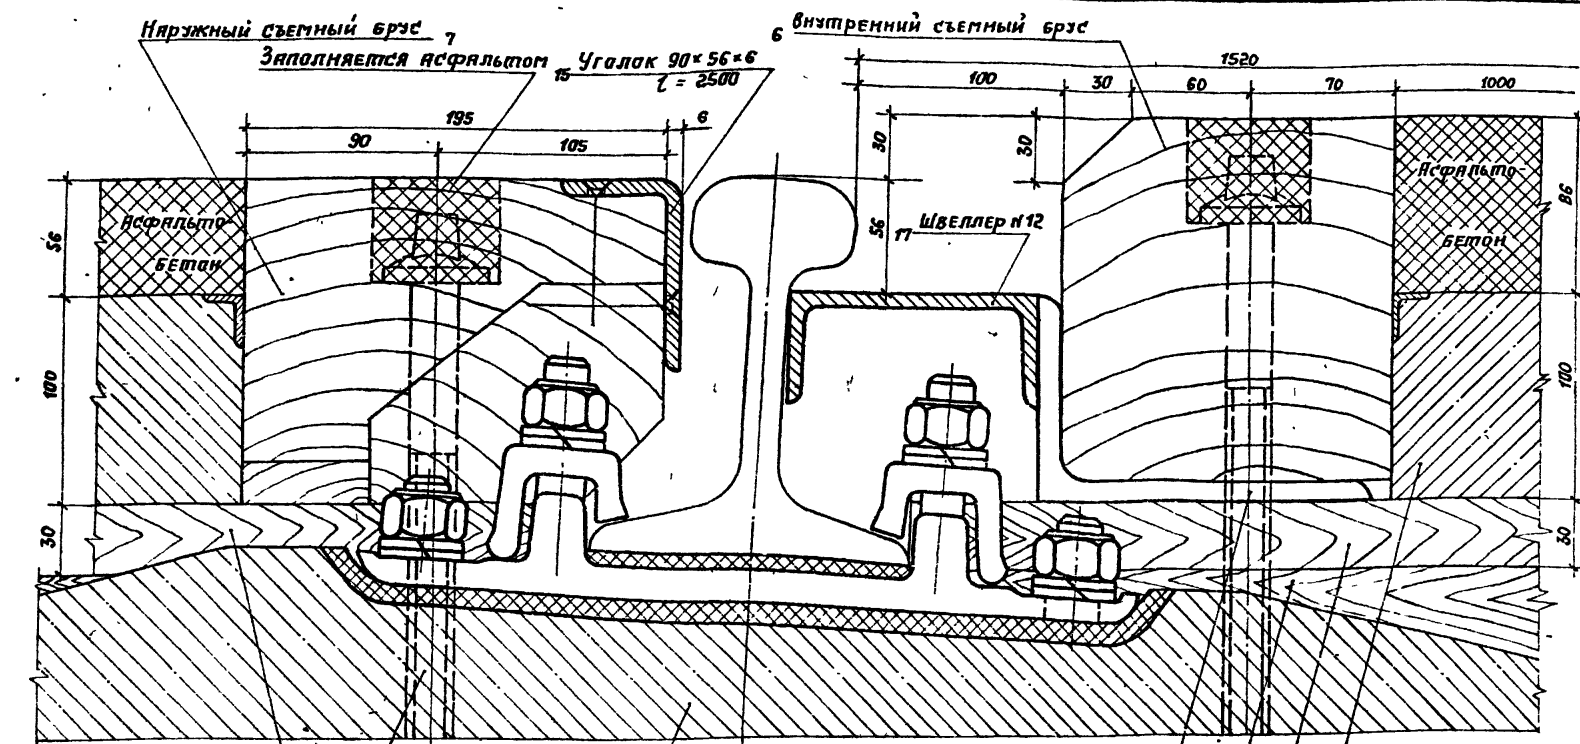 Наружный съемный брус
7
Заполняется асфальтом
15 Уголок 90×56×6
l = 2500
6
Внутренний съемный брус
1520
100 30 60 70 1000
195 6
90 105
30
30
56
17 Швеллер N12
Асфальто-
бетон
Асфальто-
бетон
56
100
30
86
100
30